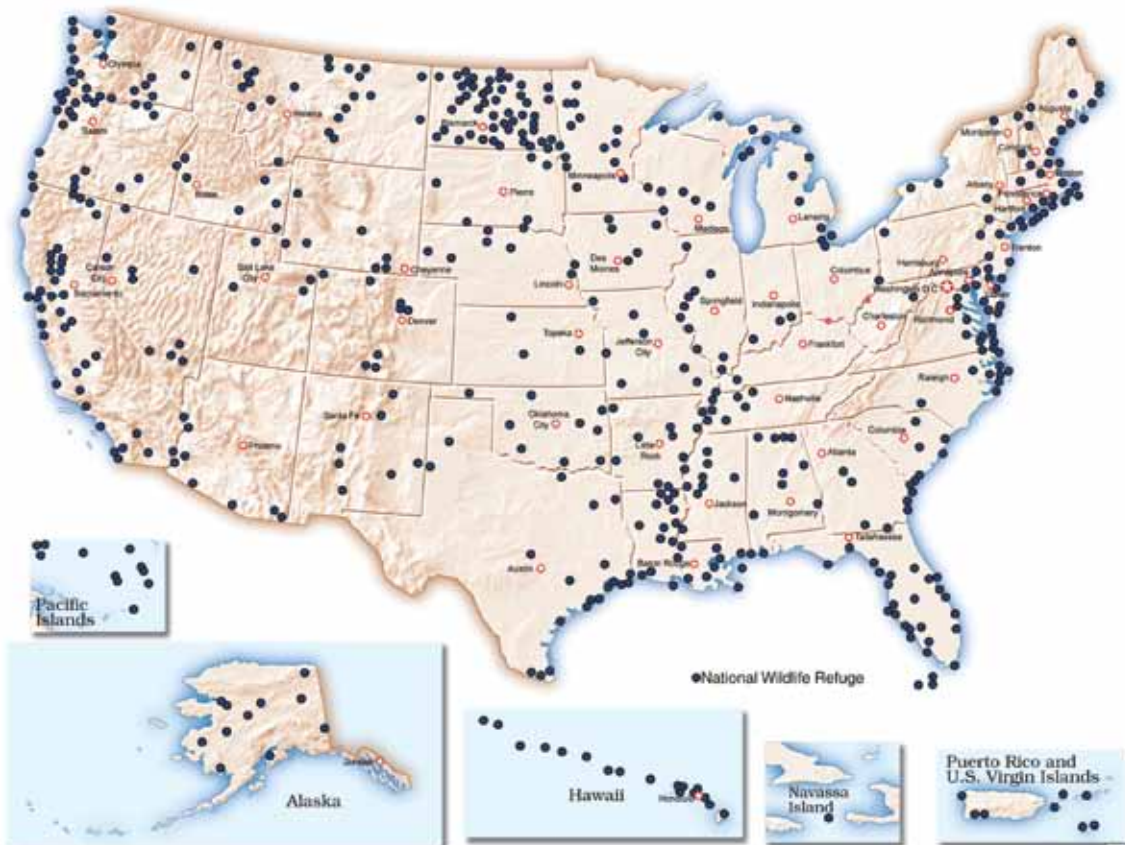 Olympia
Salem
Helena
Boise
Bismarck
Pierre
Minneapolis
Madison
Lansing
Augusta
Montpelier
Concord
Boston
Albany
Providence
Hartford
Trenton
Harrisburg
Annapolis
Washington D.C.
Dover
Richmond
Charleston
Columbus
Indianapolis
Springfield
Frankfort
Raleigh
Nashville
Columbia
Atlanta
Des
Moines
Lincoln
Cheyenne
Salt Lake
City
Carson
City
Sacramento
Denver
Topeka
Jefferson
City
Santa Fe
Phoenix
Oklahoma
City
Little
Rock
Jackson
Montgomery
Tallahassee
Baton Rouge
Austin
Pacific
Islands
National Wildlife Refuge
Juneau
Alaska
Honolulu
Hawaii
Navassa
Island
Puerto Rico and
U.S. Virgin Islands